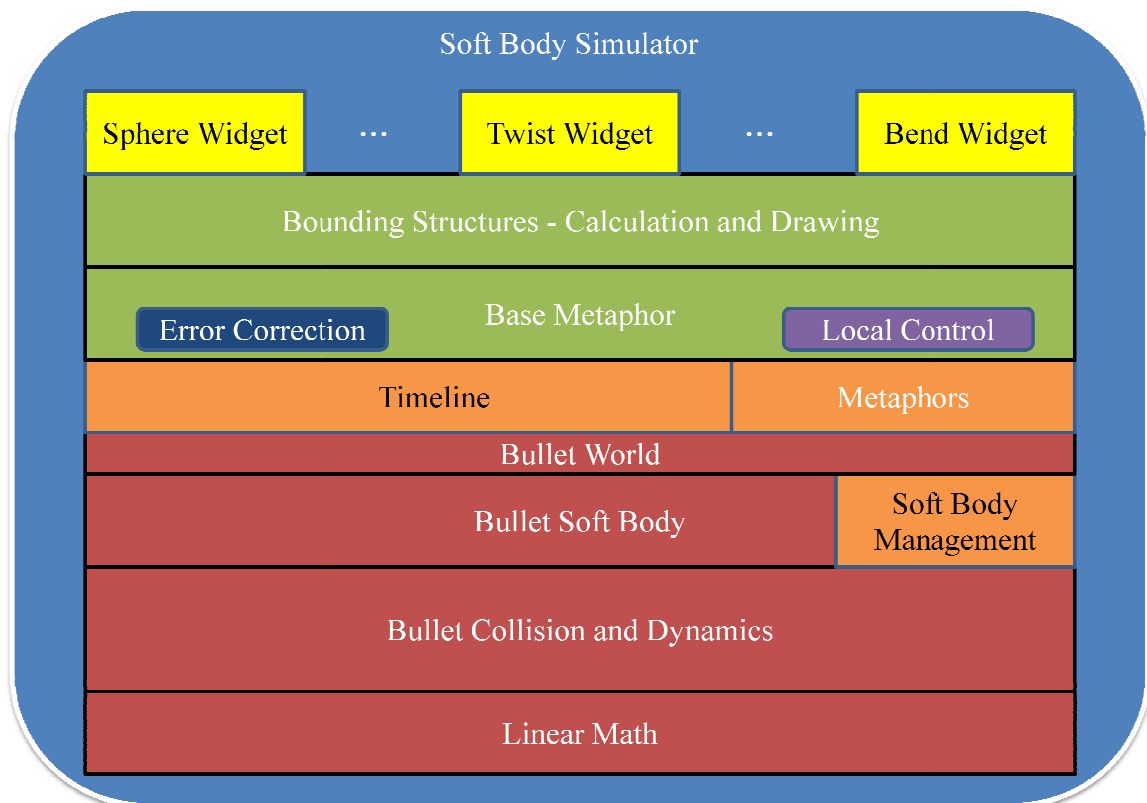 Soft Body Simulator
Sphere Widget ... Twist Widget ... Bend Widget
Bounding Structures - Calculation and Drawing
Base Metaphor
Error Correction Local Control
Timeline Metaphors
Bullet World
Bullet Soft Body
Soft Body
Management
Bullet Collision and Dynamics
Linear Math